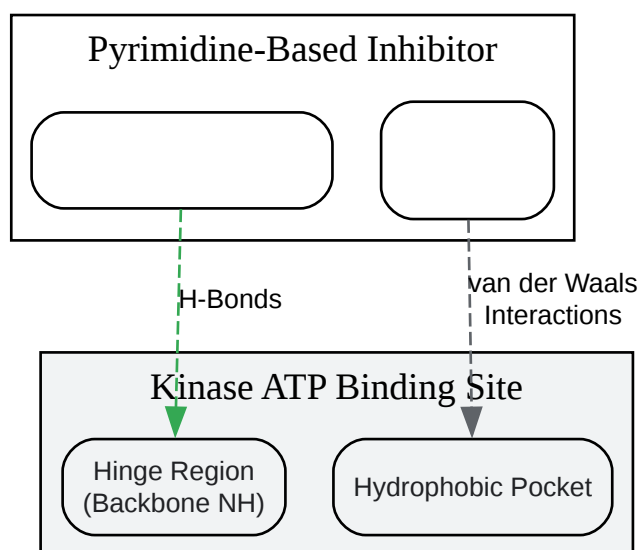 Pyrimidine-Based Inhibitor
H-Bonds
van der Waals
Interactions
Kinase ATP Binding Site
Hinge Region
(Backbone NH)
Hydrophobic Pocket